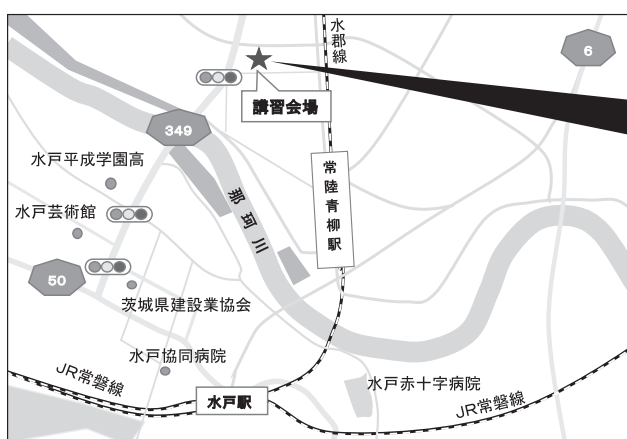 水郡線
6
講習会場
349
水戸平成学園高
常陸青柳駅
水戸芸術館
那珂川
50
茨城県建設業協会
水戸協同病院
JR常磐線
水戸赤十字病院
水戸駅
JR常磐線